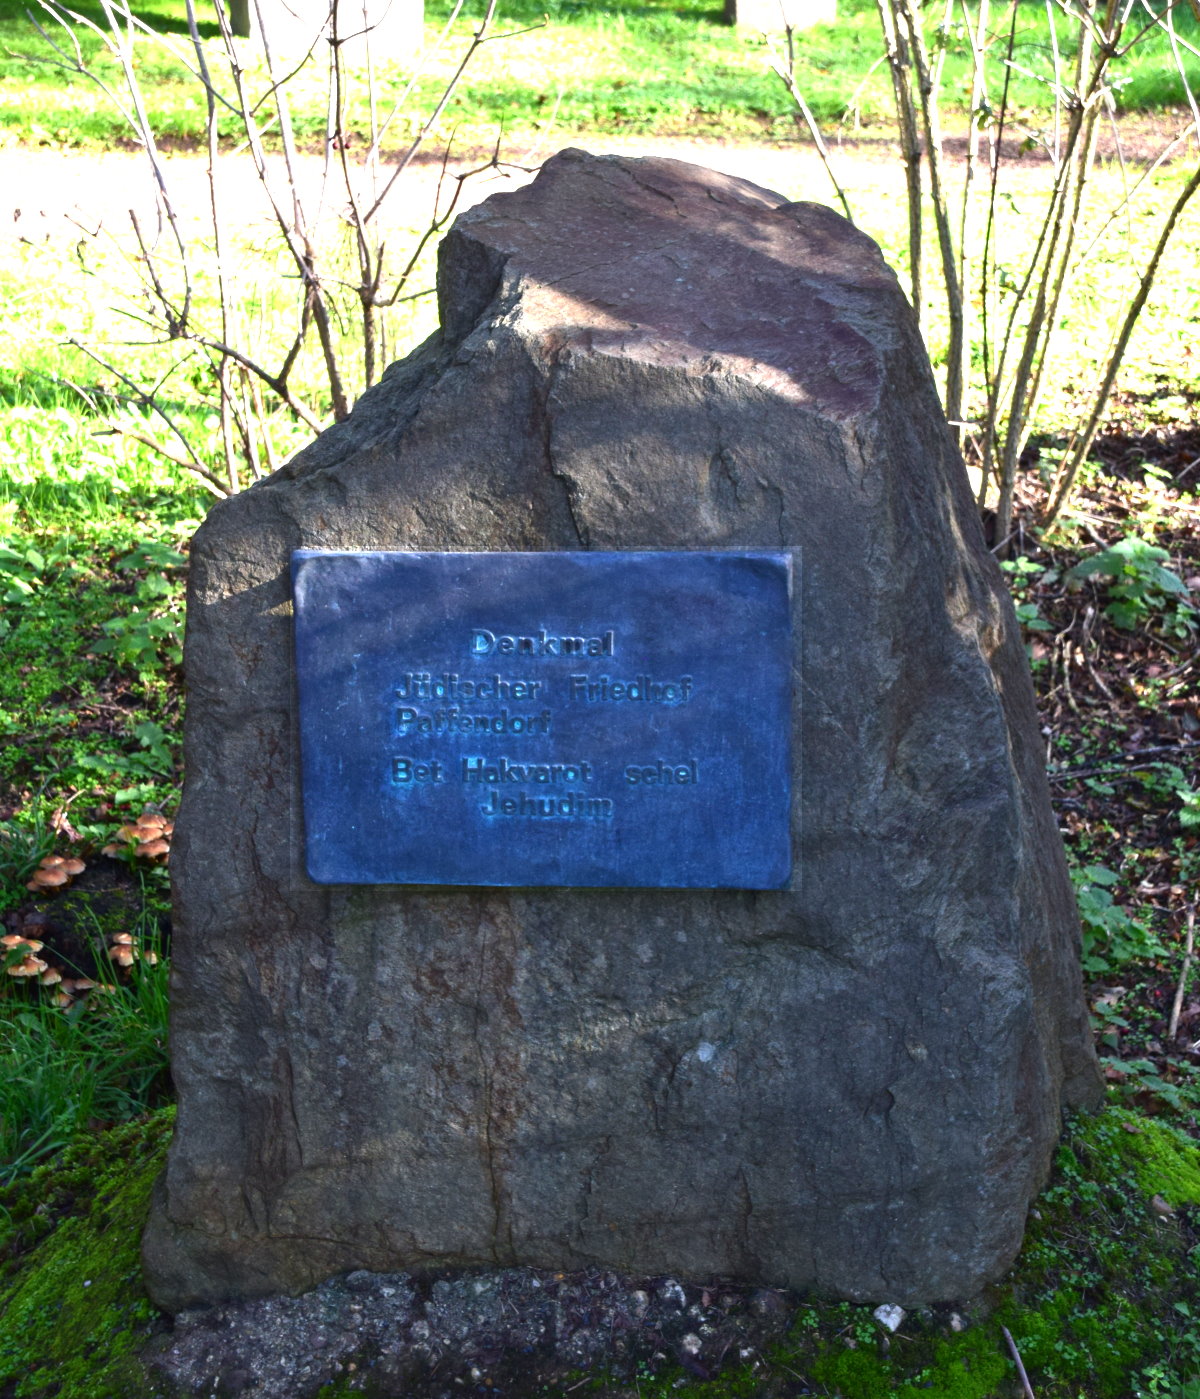 Denkmal
Jüdischer Friedhof
Paffendorf
Bet Hakvarot schel
Jehudim